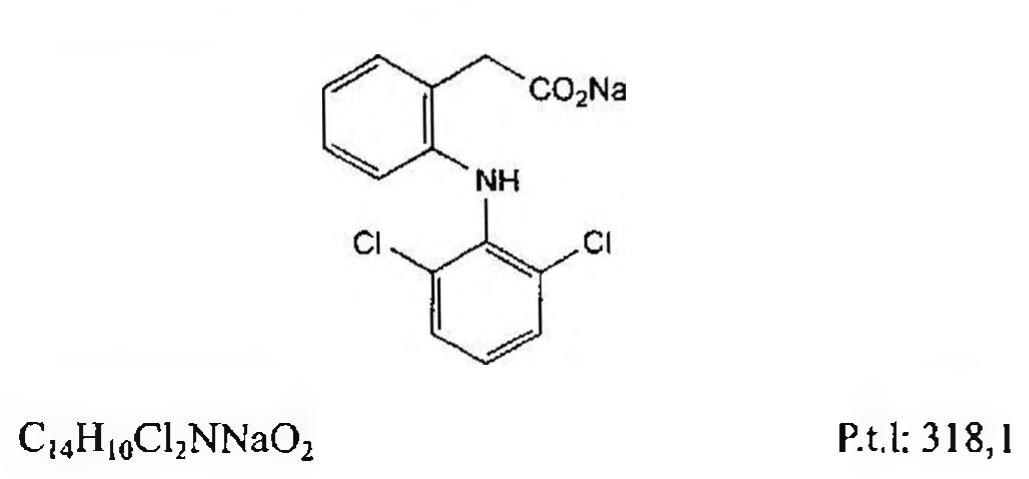 CO₂Na
NH
Cl Cl
C₁₄H₁₀Cl₂NNaO₂ P.t.l: 318,1